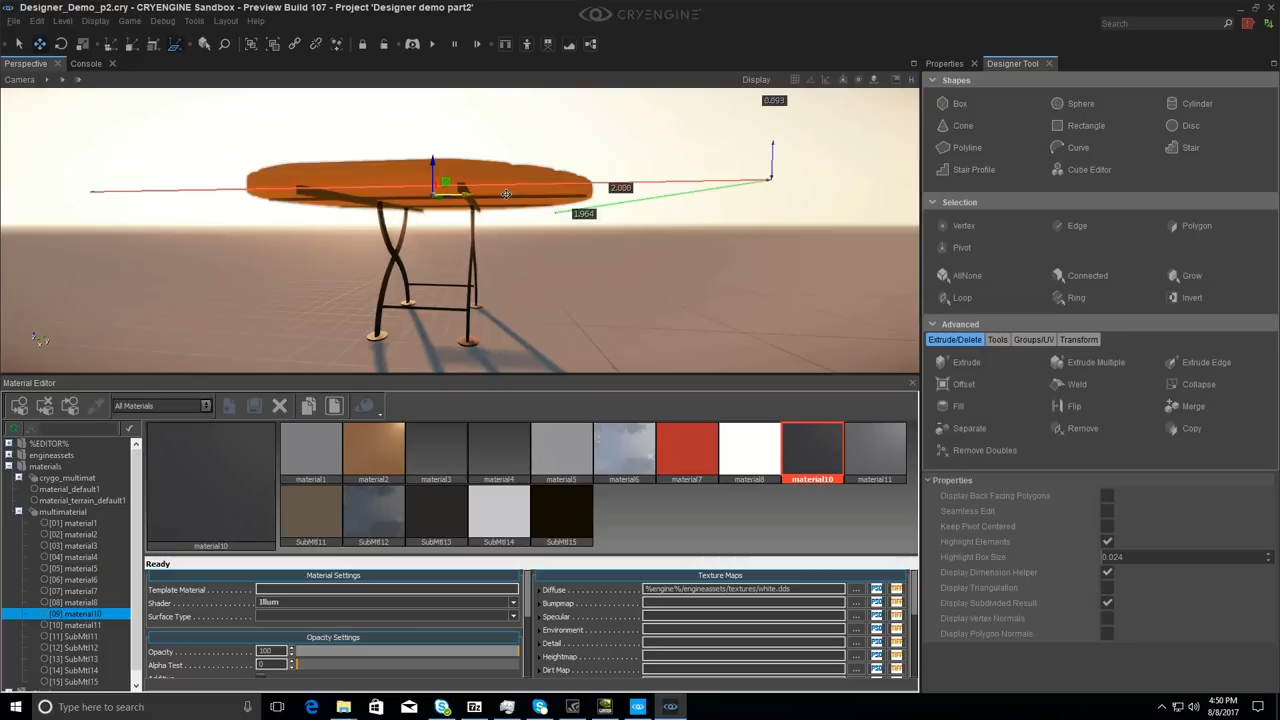 Designer_Demo_p2.cry - CRYENGINE Sandbox - Preview Build 107 - Project 'Designer demo part2'
CRYENGINE
File Edit Level Display Game Debug Tools Layout Help
Search
Perspective
Console
Properties
Designer Tool
Camera
Display
H
Shapes
Box Sphere Cylinder
Cone Rectangle Disc
Polyline Curve Stair
Stair Profile Cube Editor
Selection
Vertex Edge Polygon
Pivot
AllNone Connected Grow
Loop Ring Invert
Advanced
Extrude/Delete Tools Groups/UV Transform
Extrude Extrude Multiple Extrude Edge
Offset Weld Collapse
Fill Flip Merge
Separate Remove Copy
Remove Doubles
Properties
Display Back Facing Polygons
Seamless Edit
Keep Pivot Centered
Highlight Elements
Highlight Box Size 0.024
Display Dimension Helper
Display Triangulation
Display Subdivided Result
Display Vertex Normals
Display Polygon Normals
0.093
2.000
1.964
Material Editor
All Materials
%EDITOR%
engineassets
materials
crygo_multimat
material_default1
material_terrain_default1
multimaterial
[01] material1
[02] material2
[03] material3
[04] material4
[05] material5
[06] material6
[07] material7
[08] material8
[09] material10
[10] material11
[11] SubMtl11
[12] SubMtl12
[13] SubMtl13
[14] SubMtl14
[15] SubMtl15
material10
material1 material2 material3 material4 material5 material6 material7 material8 material10 material11
SubMtl11 SubMtl12 SubMtl13 SubMtl14 SubMtl15
Ready
Material Settings
Template Material
Shader Illum
Surface Type
Opacity Settings
Opacity 100
Alpha Test 0
Texture Maps
Diffuse %engine%/engineassets/textures/white.dds
Bumpmap
Specular
Environment
Detail
Heightmap
Dirt Map
Type here to search
4:50 PM
8/8/2017